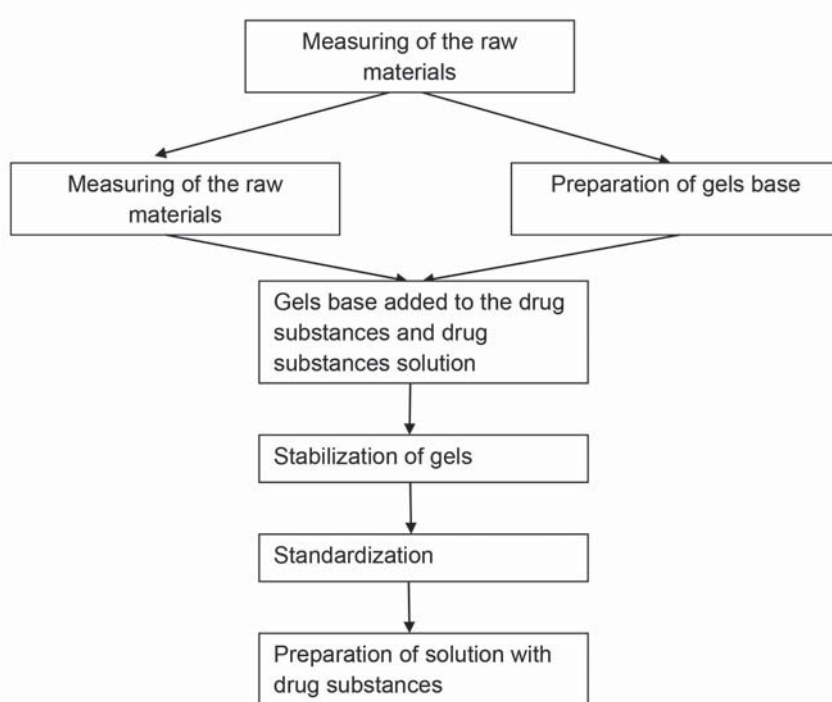 Measuring of the raw
materials
Measuring of the raw
materials
Preparation of gels base
Gels base added to the drug
substances and drug
substances solution
Stabilization of gels
Standardization
Preparation of solution with
drug substances